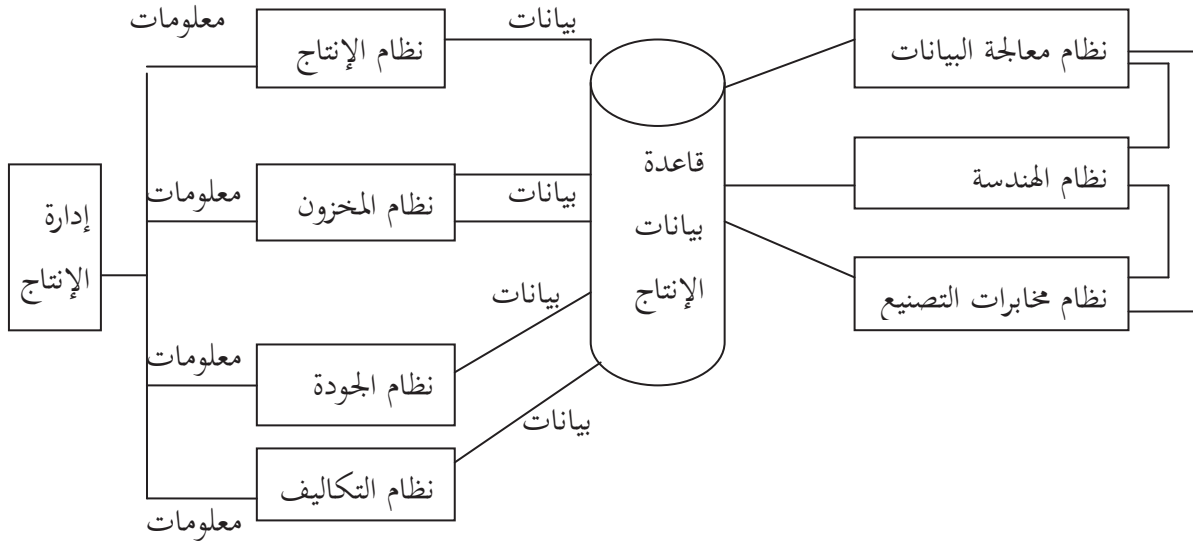 معلومات
بيانات
نظام الإنتاج
نظام معالجة البيانات
قاعدة
بيانات
الإنتاج
نظام الهندسة
معلومات
بيانات
نظام المخزون
إدارة
الإنتاج
نظام مخابرات التصنيع
بيانات
معلومات
نظام الجودة
بيانات
نظام التكاليف
معلومات